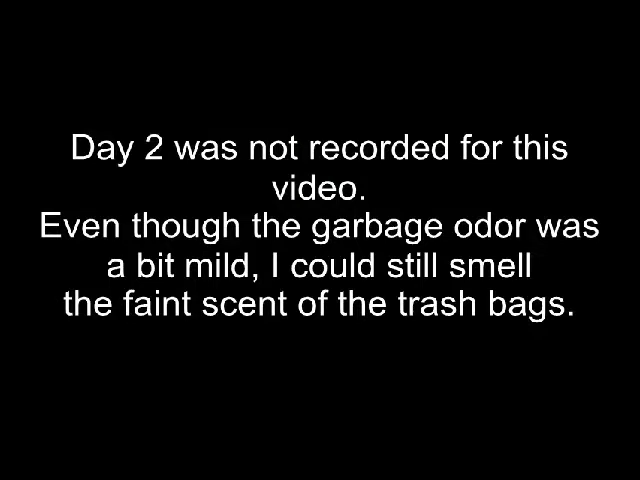 Day 2 was not recorded for this
video.
Even though the garbage odor was
a bit mild, I could still smell
the faint scent of the trash bags.